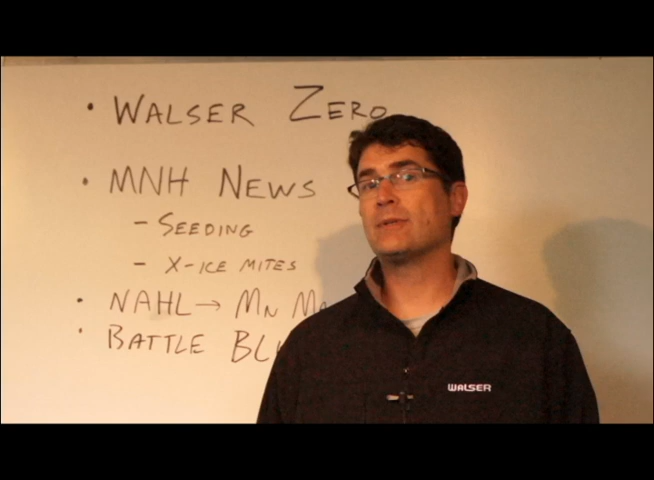 • WALSER ZERO
• MNH NEWS
- SEEDING
- X-ICE MITES
• NAHL → MN
• BATTLE
WALSER